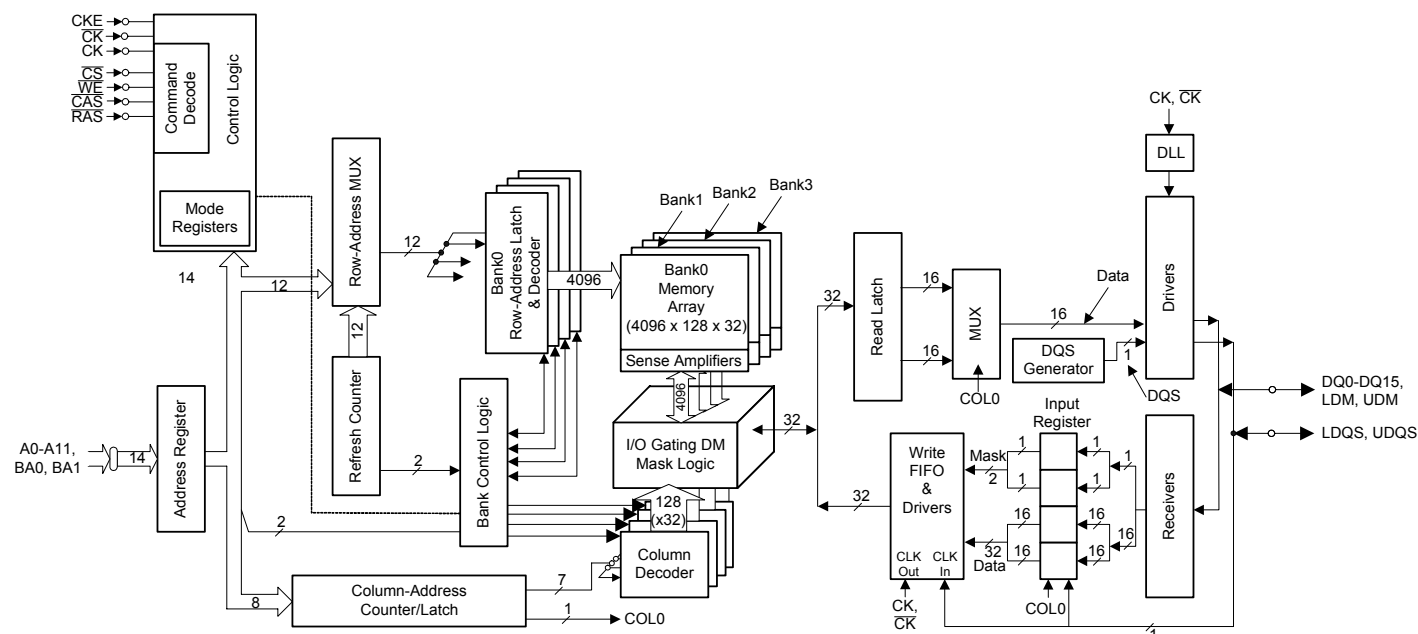 CKE
CK
CK
CS
WE
CAS
RAS
Command
Decode
Control Logic
Mode
Registers
14
12
Row-Address MUX
12
12
Refresh Counter
Address Register
A0-A11,
BA0, BA1
14
2
2
8
Column-Address
Counter/Latch
7
1
COL0
Bank0
Row-Address Latch
& Decoder
4096
Bank Control Logic
Bank1
Bank2
Bank3
Bank0
Memory
Array
(4096 x 128 x 32)
Sense Amplifiers
4096
I/O Gating DM
Mask Logic
128
(x32)
Column
Decoder
32
32
32
Read Latch
16
16
MUX
COL0
Data
16
DQS
Generator
1
DQS
CK, CK
DLL
Drivers
DQ0-DQ15,
LDM, UDM
LDQS, UDQS
Input
Register
Write
FIFO
&
Drivers
CLK
Out
CLK
In
CK,
CK
Mask
2
1
1
1
1
1
16
16
16
16
16
32
Data
COL0
Receivers
1